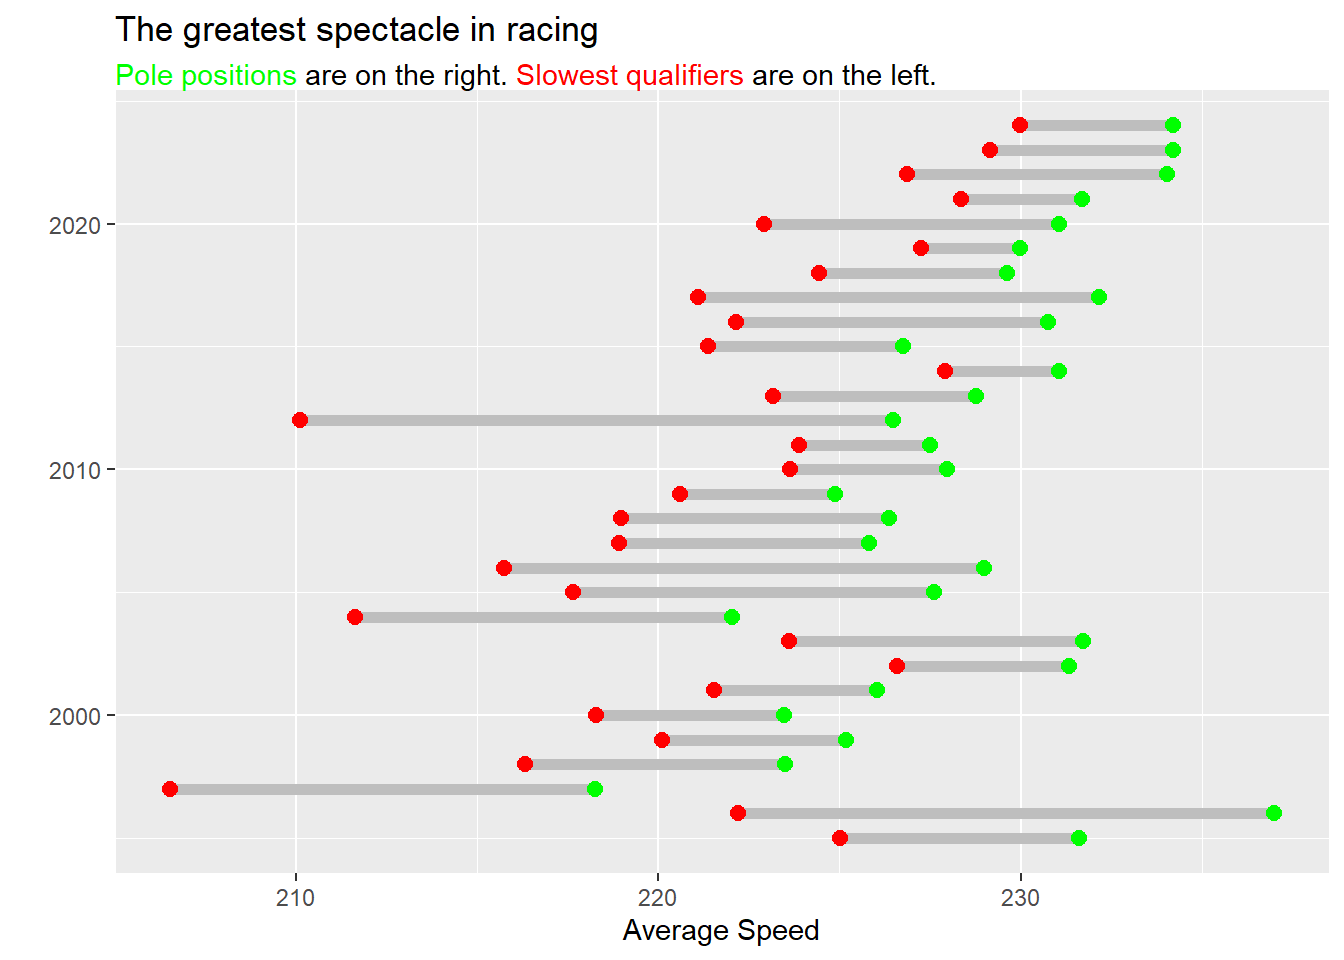 The greatest spectacle in racing
Pole positions are on the right. Slowest qualifiers are on the left.
2020
2010
2000
210 220 230
Average Speed